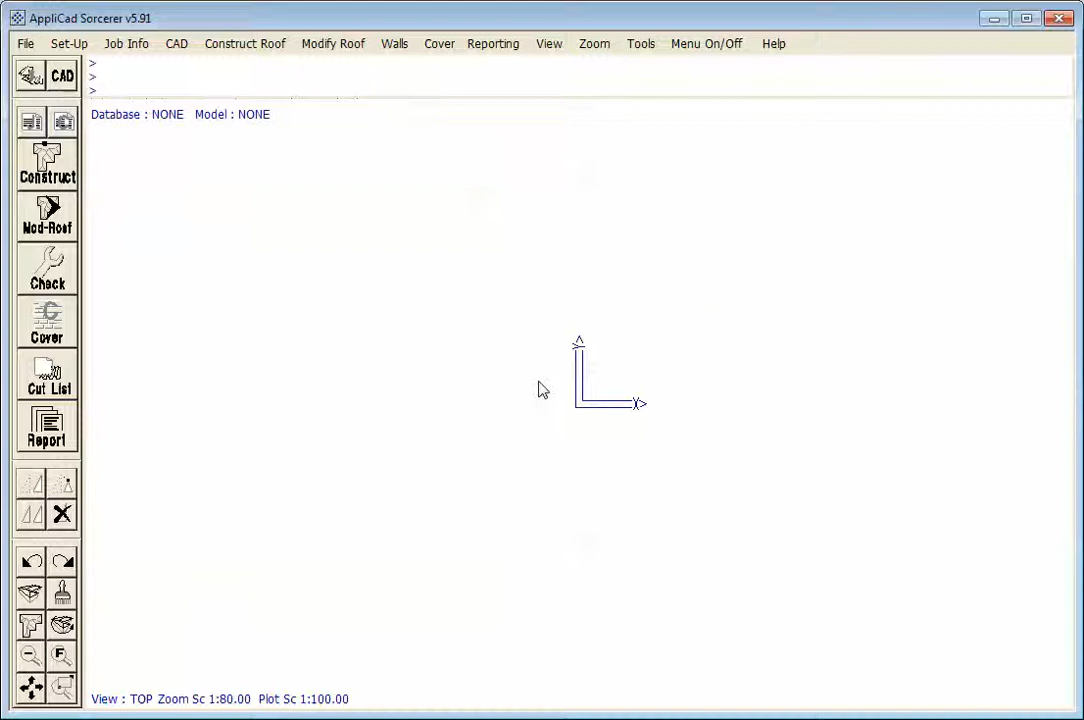 AppliCad Sorcerer v5.91
File Set-Up Job Info CAD Construct Roof Modify Roof Walls Cover Reporting View Zoom Tools Menu On/Off Help
CAD
>
>
>
Database : NONE Model : NONE
Construct
Mod-Roof
Check
Cover
Cut List
Report
Y
X
F
View : TOP Zoom Sc 1:80.00 Plot Sc 1:100.00